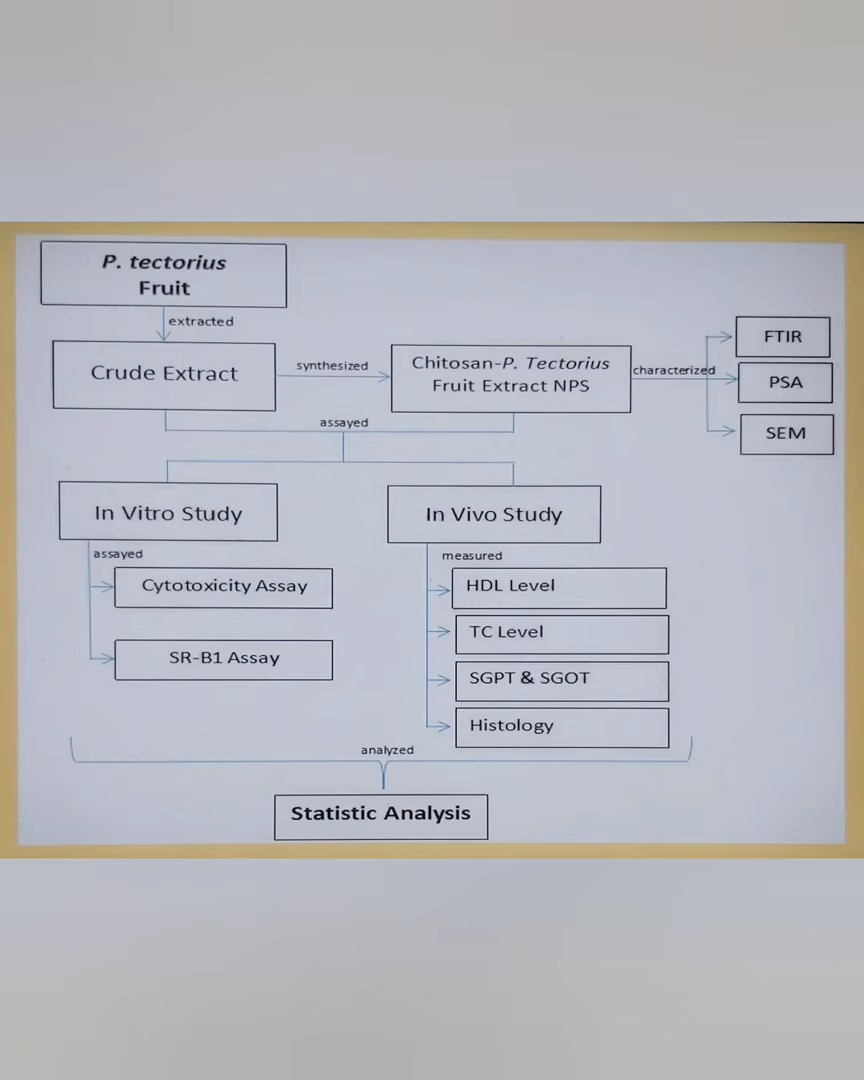 P. tectorius
Fruit
extracted
Crude Extract
synthesized
Chitosan-P. Tectorius
Fruit Extract NPS
characterized
FTIR
PSA
SEM
assayed
In Vitro Study
assayed
Cytotoxicity Assay
SR-B1 Assay
In Vivo Study
measured
HDL Level
TC Level
SGPT & SGOT
Histology
analyzed
Statistic Analysis